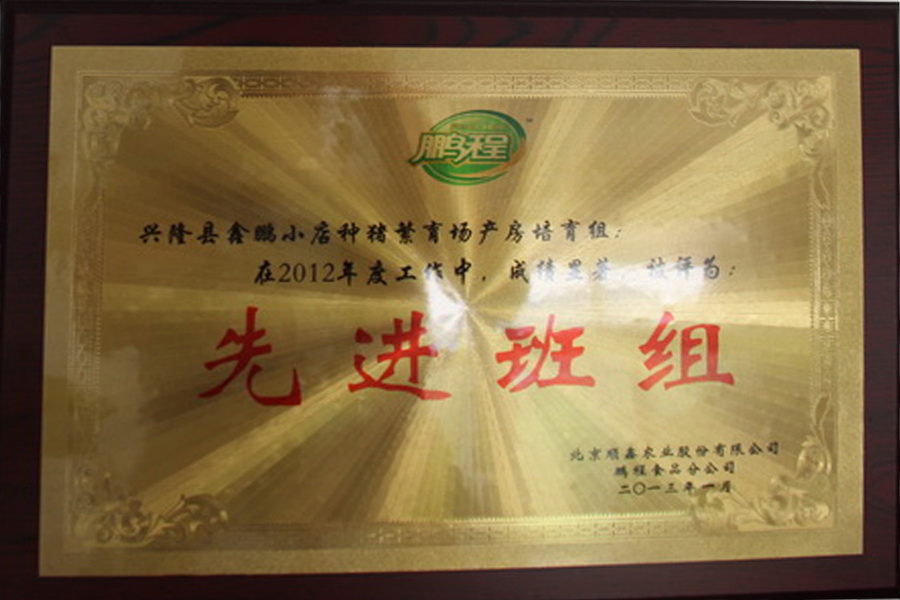 鹏程
TM
兴隆县鑫鹏小店种猪繁育场产房培育组：
在2012年度工作中，成绩显著，被评为：
先进班组
北京顺鑫农业股份有限公司
鹏程食品分公司
二〇一三年一月